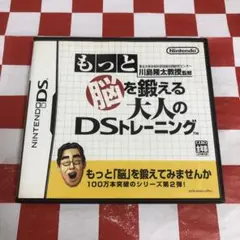 もっと
川島隆太教授監修
Nintendo
脳を鍛える
大人の
DSトレーニング
NINTENDO DS
もっと「脳」を鍛えてみませんか
100万本突破のシリーズ第2弾!